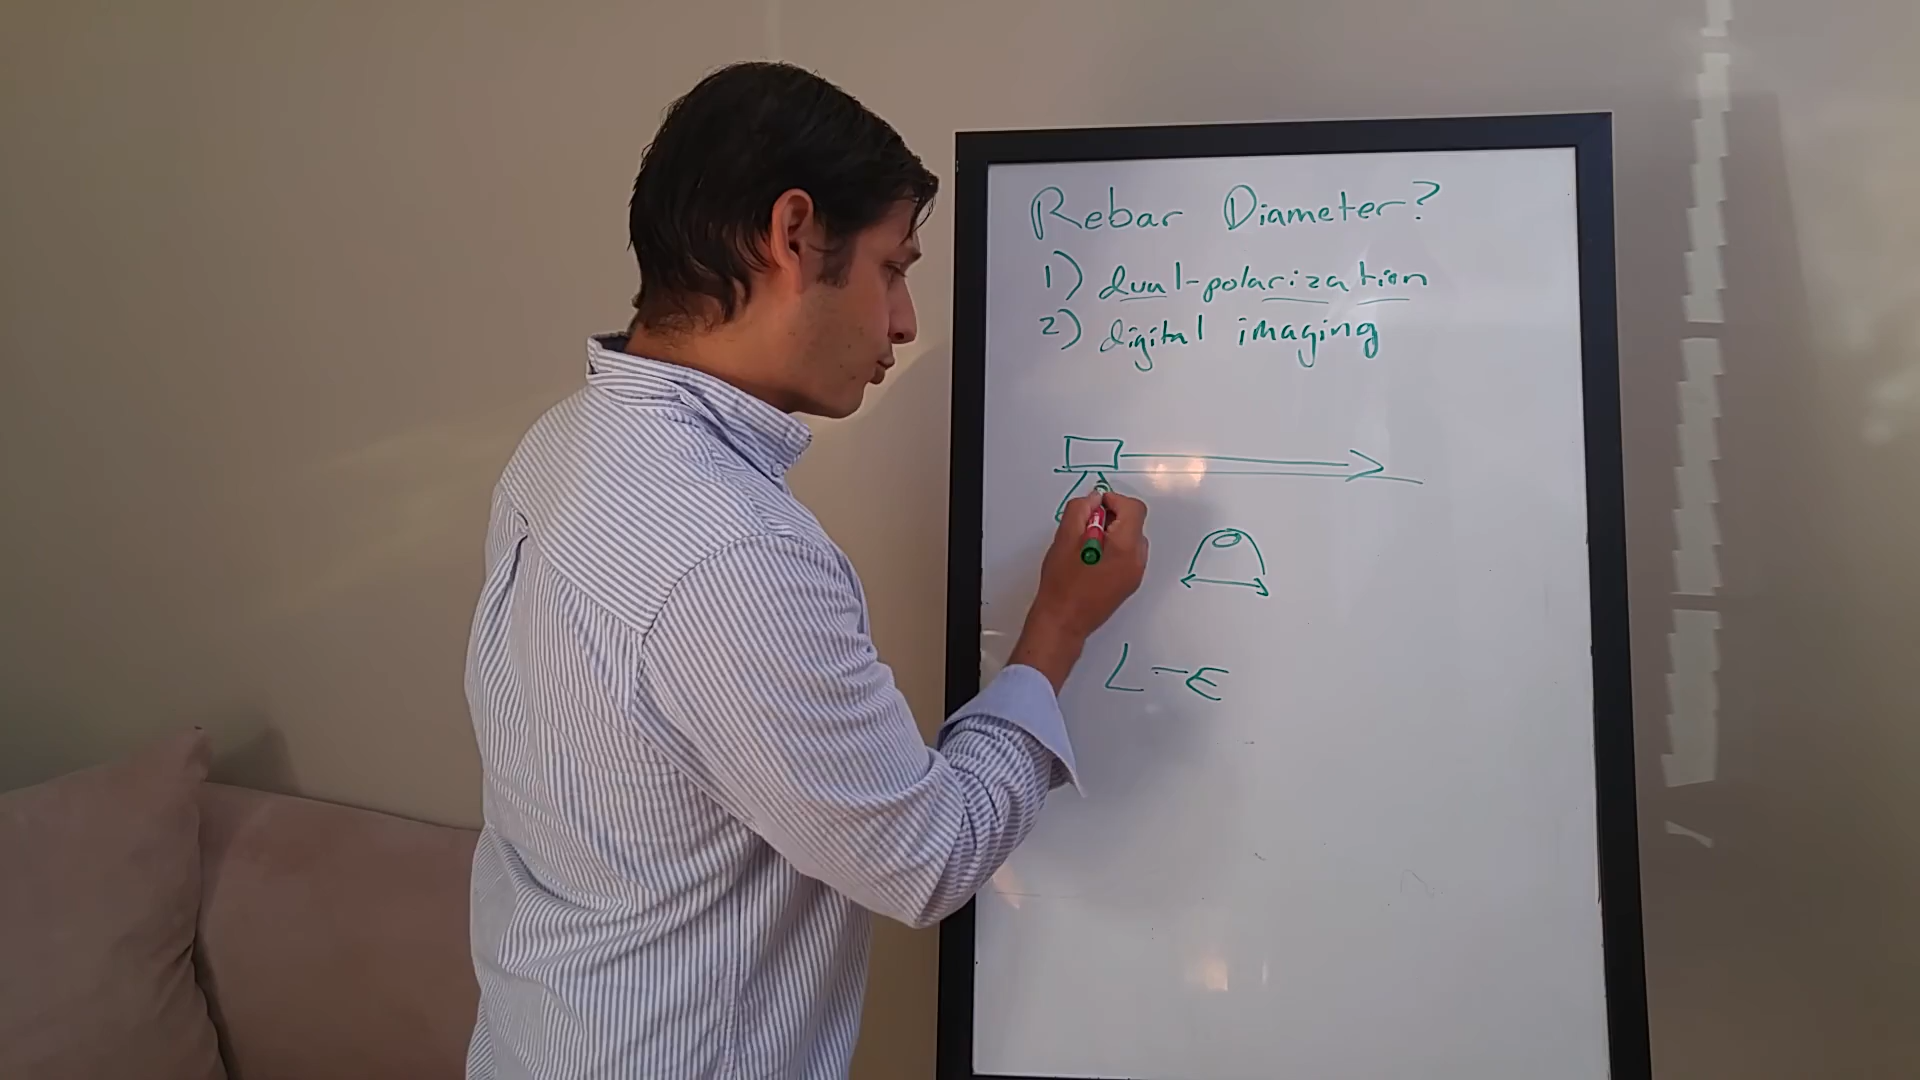 Rebar Diameter?
1) dual-polarization
2) digital imaging
L-ε